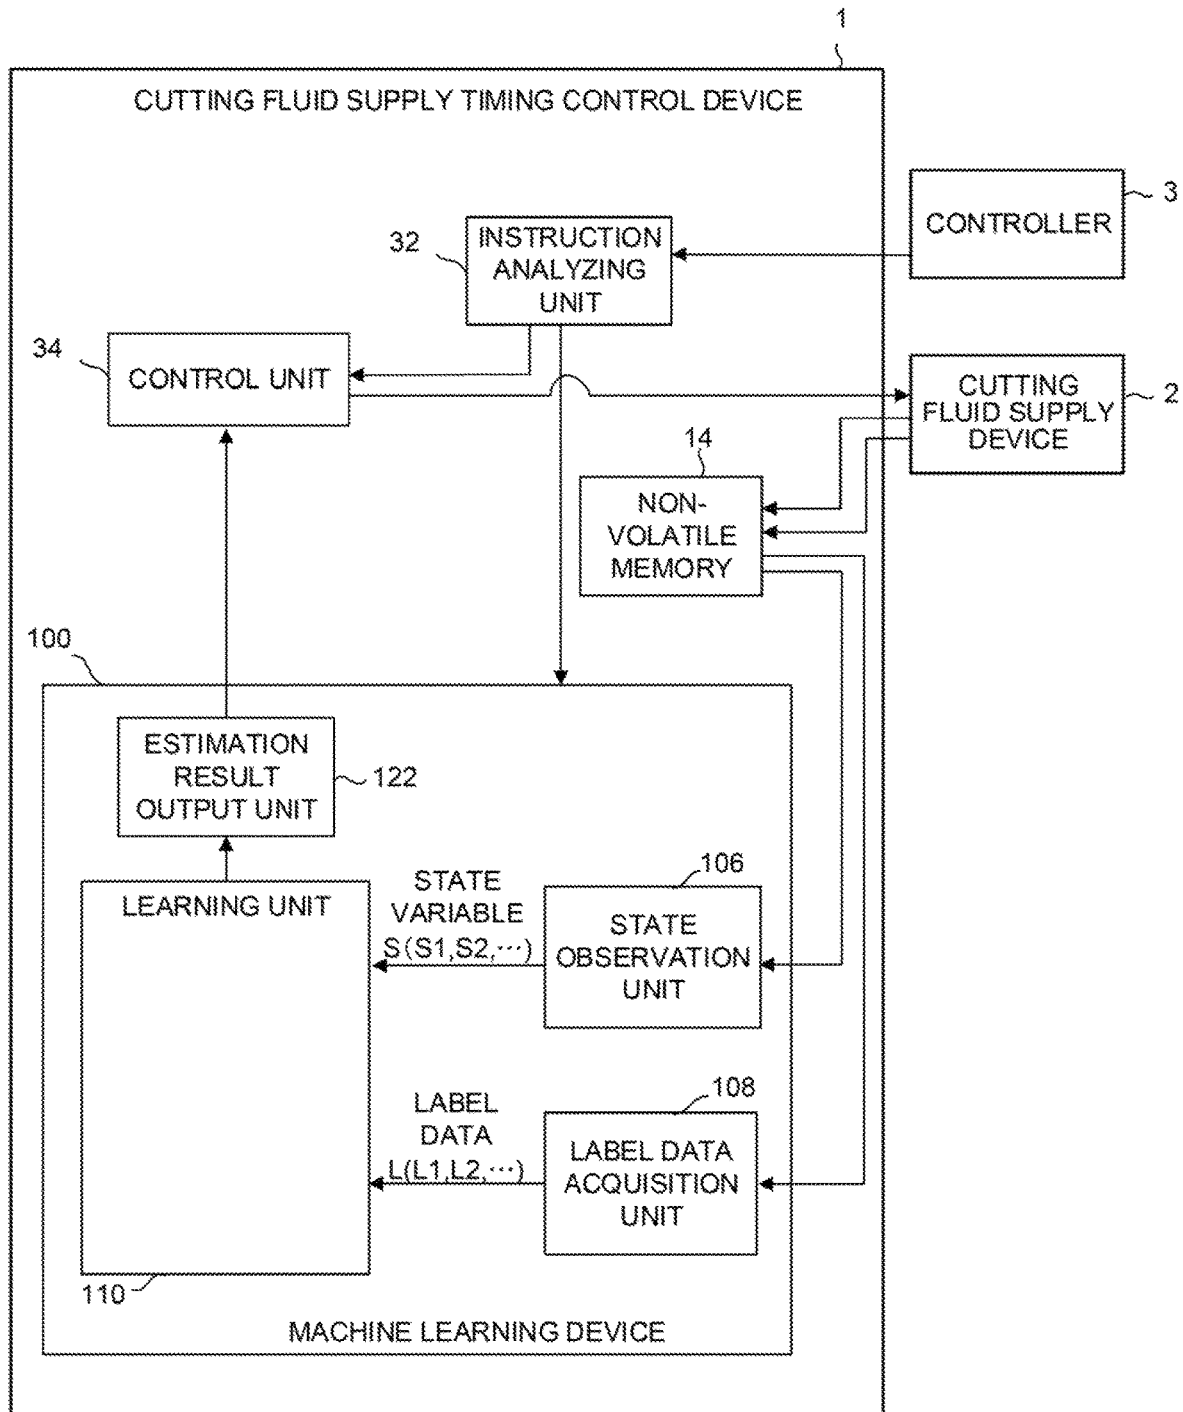 1
CUTTING FLUID SUPPLY TIMING CONTROL DEVICE
3
CONTROLLER
32
INSTRUCTION
ANALYZING
UNIT
34
CONTROL UNIT
2
CUTTING
FLUID SUPPLY
DEVICE
14
NON-
VOLATILE
MEMORY
100
ESTIMATION
RESULT
OUTPUT UNIT
122
LEARNING UNIT
STATE
VARIABLE
S(S1,S2,···)
106
STATE
OBSERVATION
UNIT
LABEL
DATA
L(L1,L2,···)
108
LABEL DATA
ACQUISITION
UNIT
110
MACHINE LEARNING DEVICE